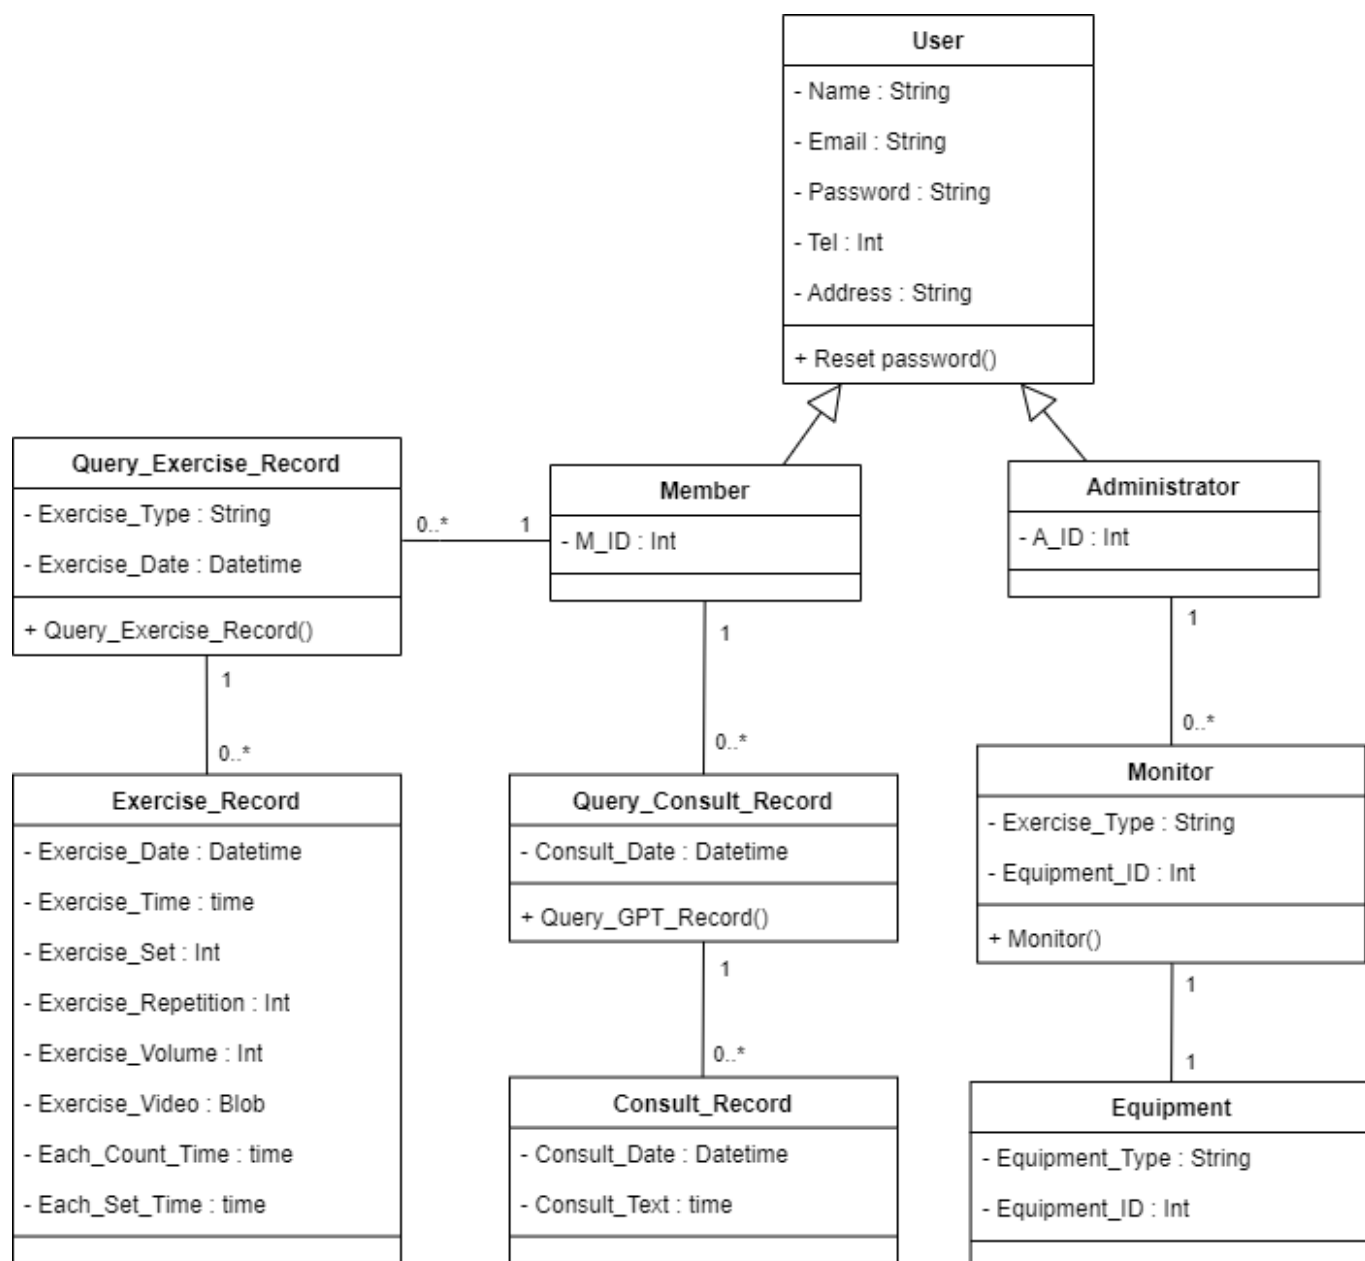 User
- Name : String
- Email : String
- Password : String
- Tel : Int
- Address : String
+ Reset password()
Query_Exercise_Record
- Exercise_Type : String
- Exercise_Date : Datetime
+ Query_Exercise_Record()
0..*
1
Member
- M_ID : Int
Administrator
- A_ID : Int
1
0..*
1
0..*
1
0..*
Exercise_Record
- Exercise_Date : Datetime
- Exercise_Time : time
- Exercise_Set : Int
- Exercise_Repetition : Int
- Exercise_Volume : Int
- Exercise_Video : Blob
- Each_Count_Time : time
- Each_Set_Time : time
Query_Consult_Record
- Consult_Date : Datetime
+ Query_GPT_Record()
1
0..*
Consult_Record
- Consult_Date : Datetime
- Consult_Text : time
Monitor
- Exercise_Type : String
- Equipment_ID : Int
+ Monitor()
1
1
Equipment
- Equipment_Type : String
- Equipment_ID : Int